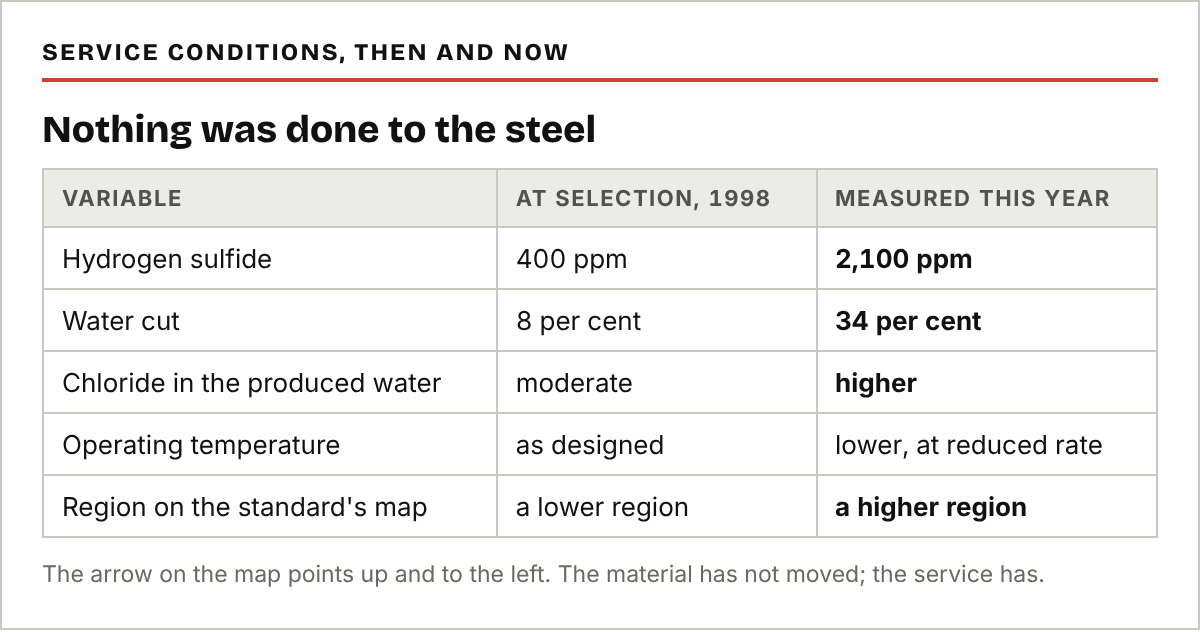 SERVICE CONDITIONS, THEN AND NOW
Nothing was done to the steel
VARIABLE AT SELECTION, 1998 MEASURED THIS YEAR
Hydrogen sulfide 400 ppm 2,100 ppm
Water cut 8 per cent 34 per cent
Chloride in the produced water moderate higher
Operating temperature as designed lower, at reduced rate
Region on the standard's map a lower region a higher region
The arrow on the map points up and to the left. The material has not moved; the service has.